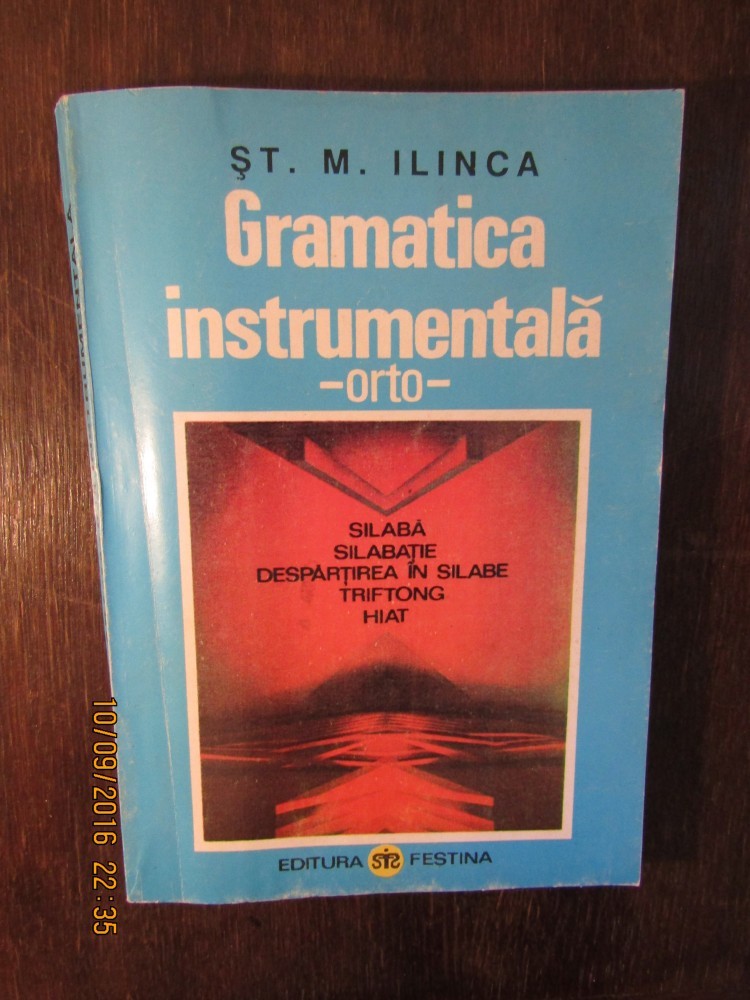 ŞT. M. ILINCA
Gramatica
instrumentală
-orto-
SILABĂ
SILABAŢIE
DESPĂRŢIREA ÎN SILABE
TRIFTONG
HIAT
EDITURA FESTINA
10/09/2016 22:35